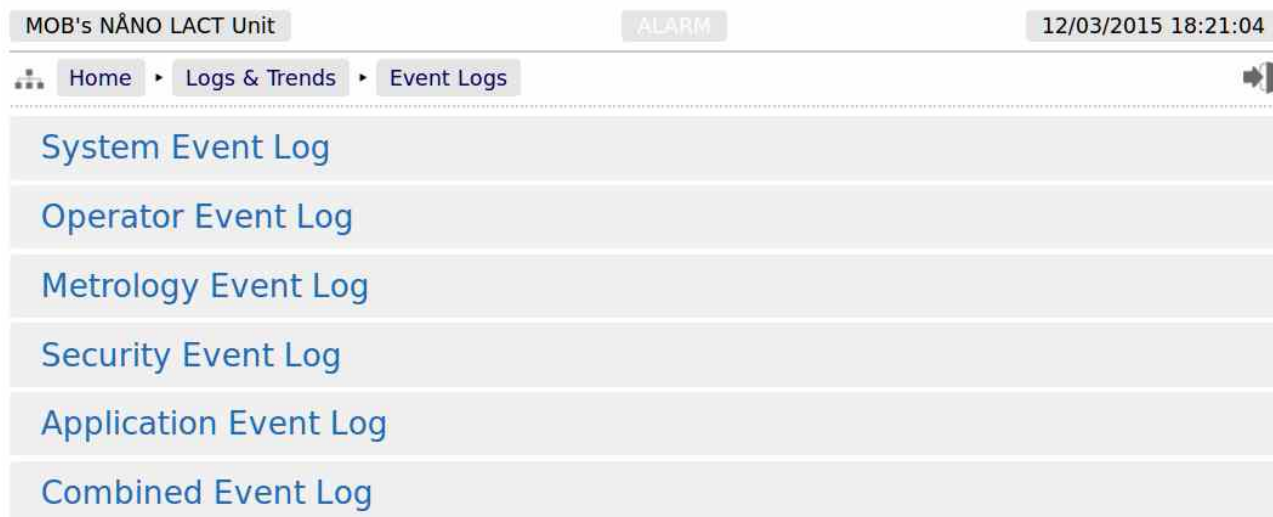 MOB's NÅNO LACT Unit ALARM 12/03/2015 18:21:04
Home ‣ Logs & Trends ‣ Event Logs
System Event Log
Operator Event Log
Metrology Event Log
Security Event Log
Application Event Log
Combined Event Log